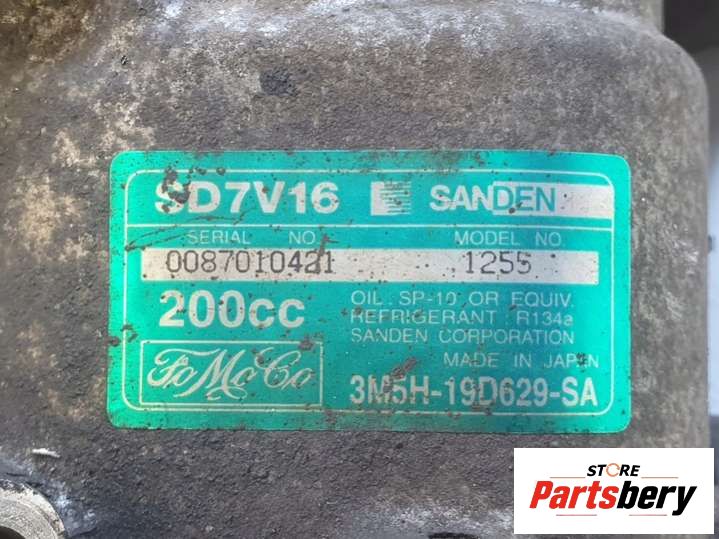 SD7V16 SANDEN
SERIAL NO. MODEL NO.
0087010421 1255
200cc
OIL SP-10 OR EQUIV.
REFRIGERANT R134a
SANDEN CORPORATION
MADE IN JAPAN
FoMoCo 3M5H-19D629-SA
STORE
Partsbery